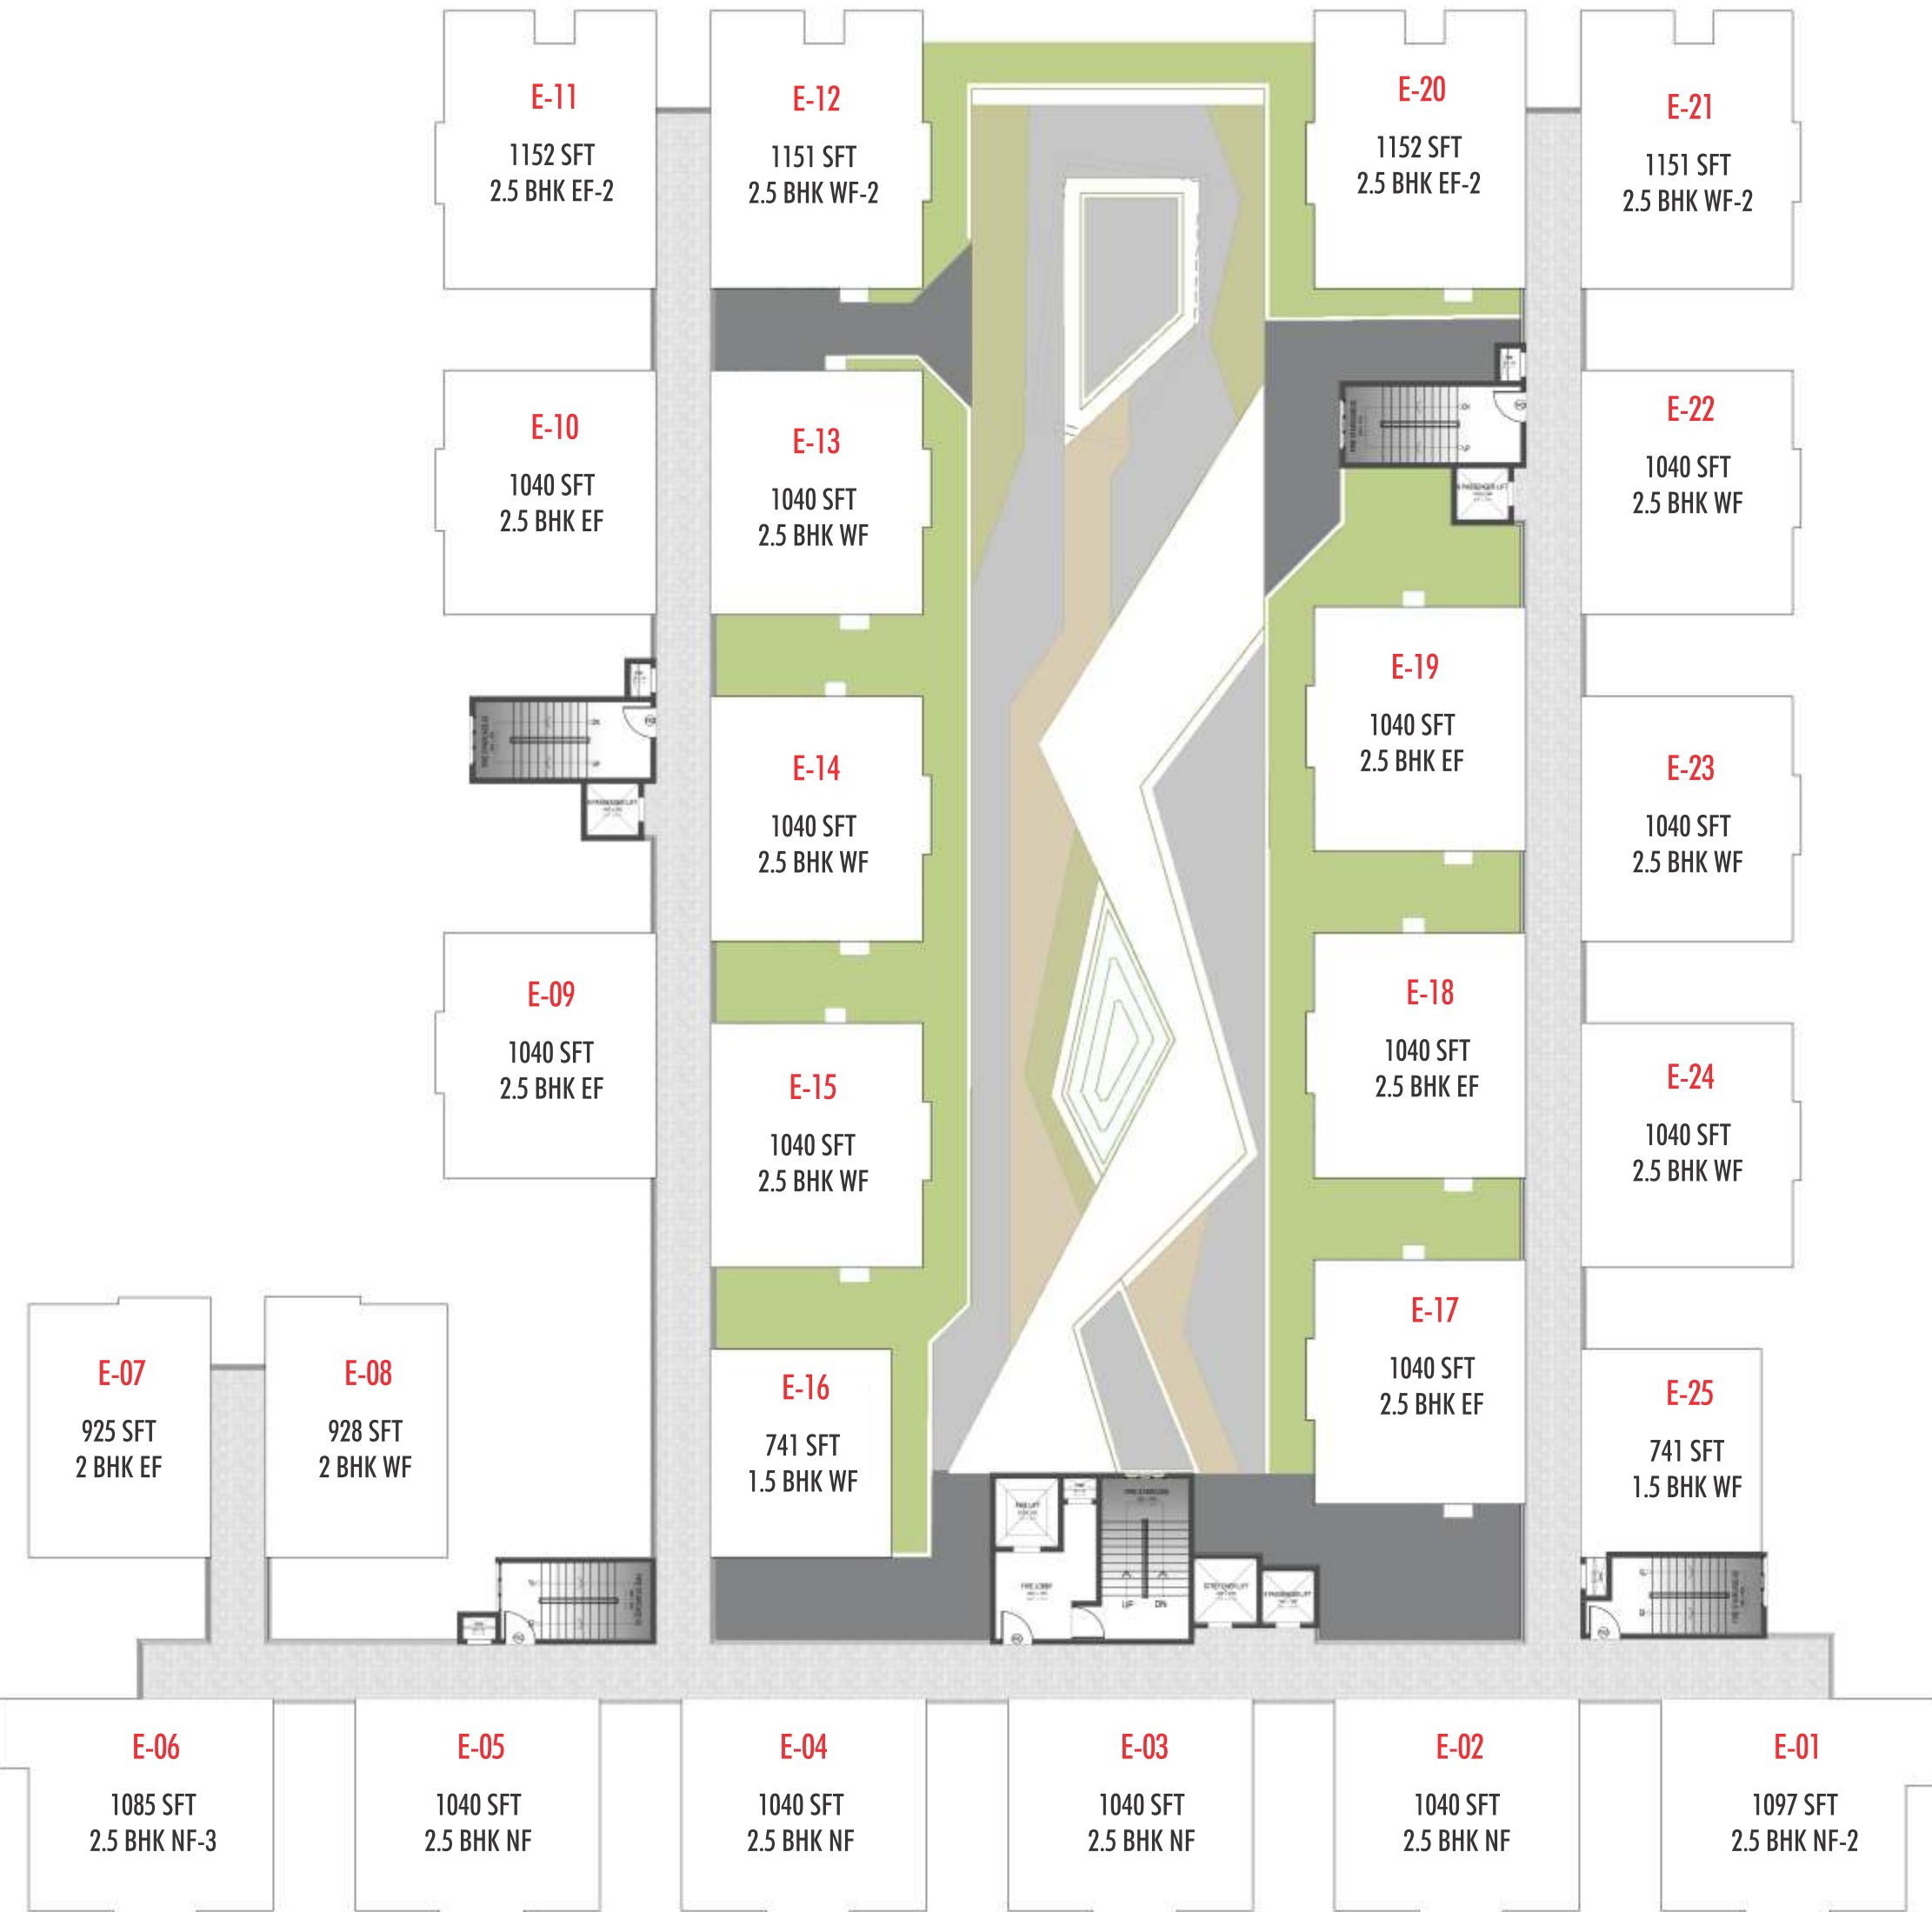 E-11
1152 SFT
2.5 BHK EF-2
E-12
1151 SFT
2.5 BHK WF-2
E-20
1152 SFT
2.5 BHK EF-2
E-21
1151 SFT
2.5 BHK WF-2
E-10
1040 SFT
2.5 BHK EF
E-13
1040 SFT
2.5 BHK WF
E-22
1040 SFT
2.5 BHK WF
E-19
1040 SFT
2.5 BHK EF
E-14
1040 SFT
2.5 BHK WF
E-23
1040 SFT
2.5 BHK WF
E-09
1040 SFT
2.5 BHK EF
E-15
1040 SFT
2.5 BHK WF
E-18
1040 SFT
2.5 BHK EF
E-24
1040 SFT
2.5 BHK WF
E-07
925 SFT
2 BHK EF
E-08
928 SFT
2 BHK WF
E-16
741 SFT
1.5 BHK WF
E-17
1040 SFT
2.5 BHK EF
E-25
741 SFT
1.5 BHK WF
FIRE LOBBY
UP DN
E-06
1085 SFT
2.5 BHK NF-3
E-05
1040 SFT
2.5 BHK NF
E-04
1040 SFT
2.5 BHK NF
E-03
1040 SFT
2.5 BHK NF
E-02
1040 SFT
2.5 BHK NF
E-01
1097 SFT
2.5 BHK NF-2